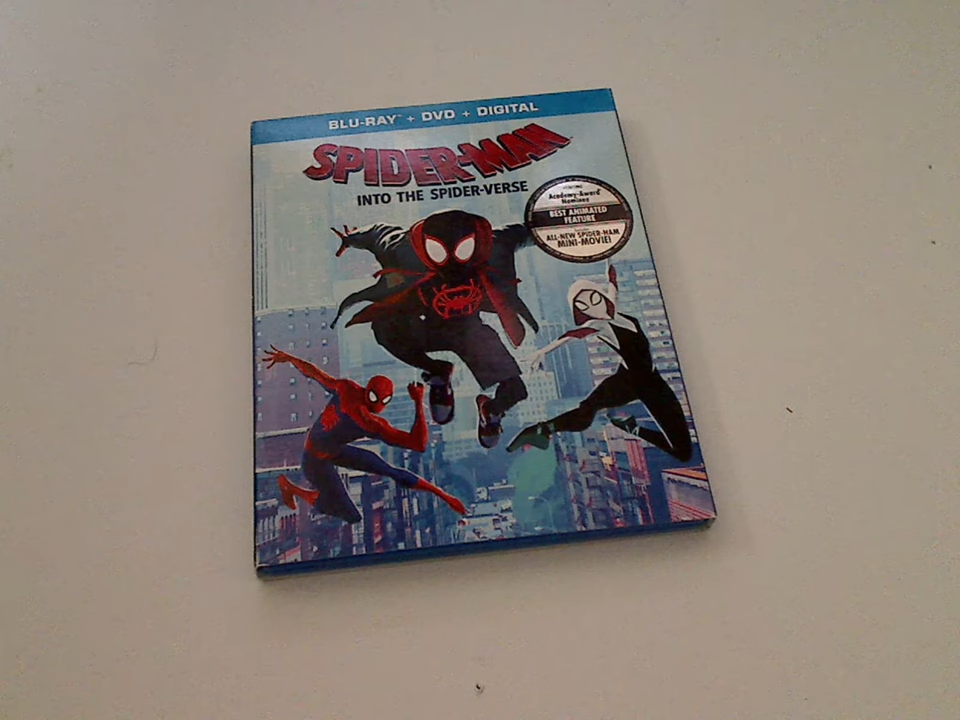 BLU-RAY™ + DVD + DIGITAL
SPIDER-MAN
INTO THE SPIDER-VERSE
Academy Award®
Nominee
BEST ANIMATED
FEATURE
ALL-NEW SPIDER-HAM
MINI-MOVIE!